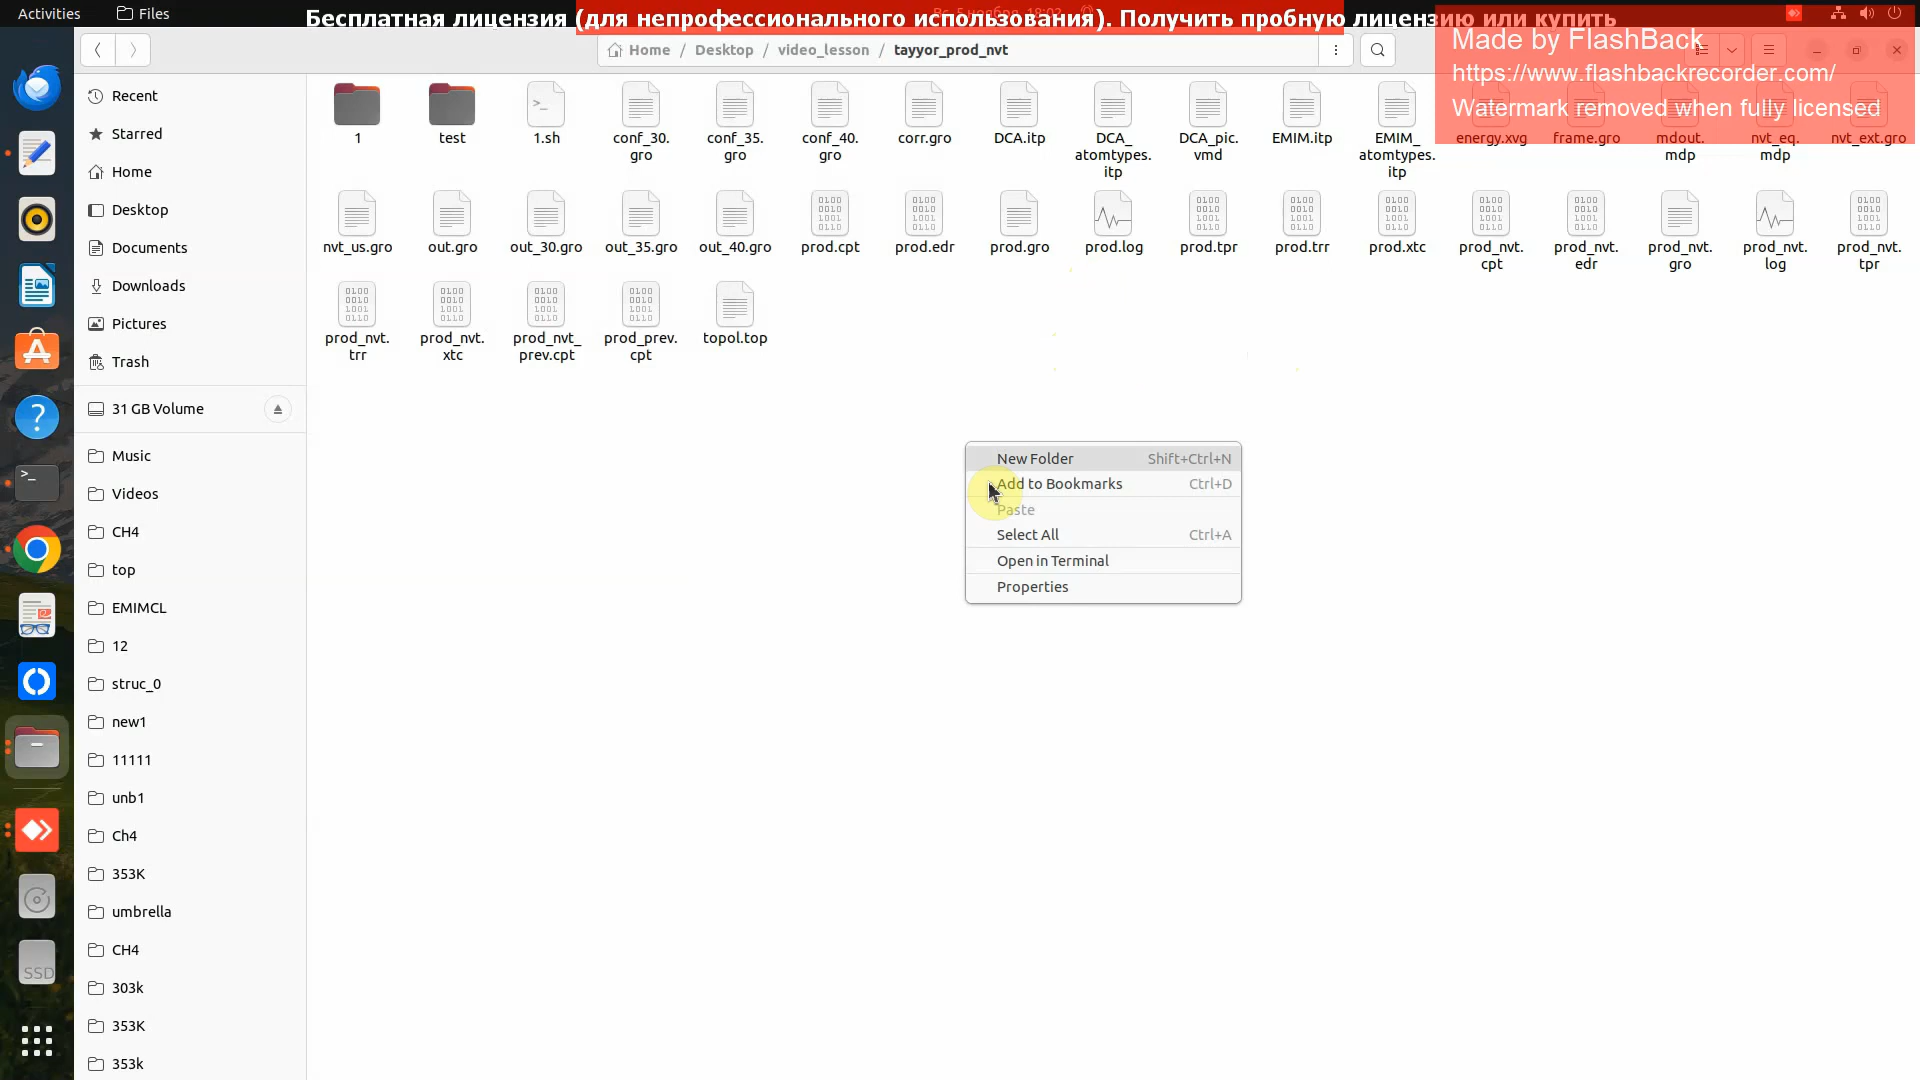 Activities
Files
Бесплатная лицензия (для непрофессионального использования). Получить пробную лицензию или купить
Вс, 5 ноября 18:02
Made by FlashBack
https://www.flashbackrecorder.com/
Watermark removed when fully licensed
Home / Desktop / video_lesson / tayyor_prod_nvt
Recent
Starred
Home
Desktop
Documents
Downloads
Pictures
Trash
31 GB Volume
Music
Videos
CH4
top
EMIMCL
12
struc_0
new1
11111
unb1
Ch4
353K
umbrella
CH4
303k
353K
353k
1
test
1.sh
conf_30.
gro
conf_35.
gro
conf_40.
gro
corr.gro
DCA.itp
DCA_
atomtypes.
itp
DCA_pic.
vmd
EMIM.itp
EMIM_
atomtypes.
itp
energy.xvg
frame.gro
mdout.
mdp
nvt_eq.
mdp
nvt_ext.gro
nvt_us.gro
out.gro
out_30.gro
out_35.gro
out_40.gro
prod.cpt
prod.edr
prod.gro
prod.log
prod.tpr
prod.trr
prod.xtc
prod_nvt.
cpt
prod_nvt.
edr
prod_nvt.
gro
prod_nvt.
log
prod_nvt.
tpr
prod_nvt.
trr
prod_nvt.
xtc
prod_nvt_
prev.cpt
prod_prev.
cpt
topol.top
New Folder Shift+Ctrl+N
Add to Bookmarks Ctrl+D
Paste
Select All Ctrl+A
Open in Terminal
Properties
SSD